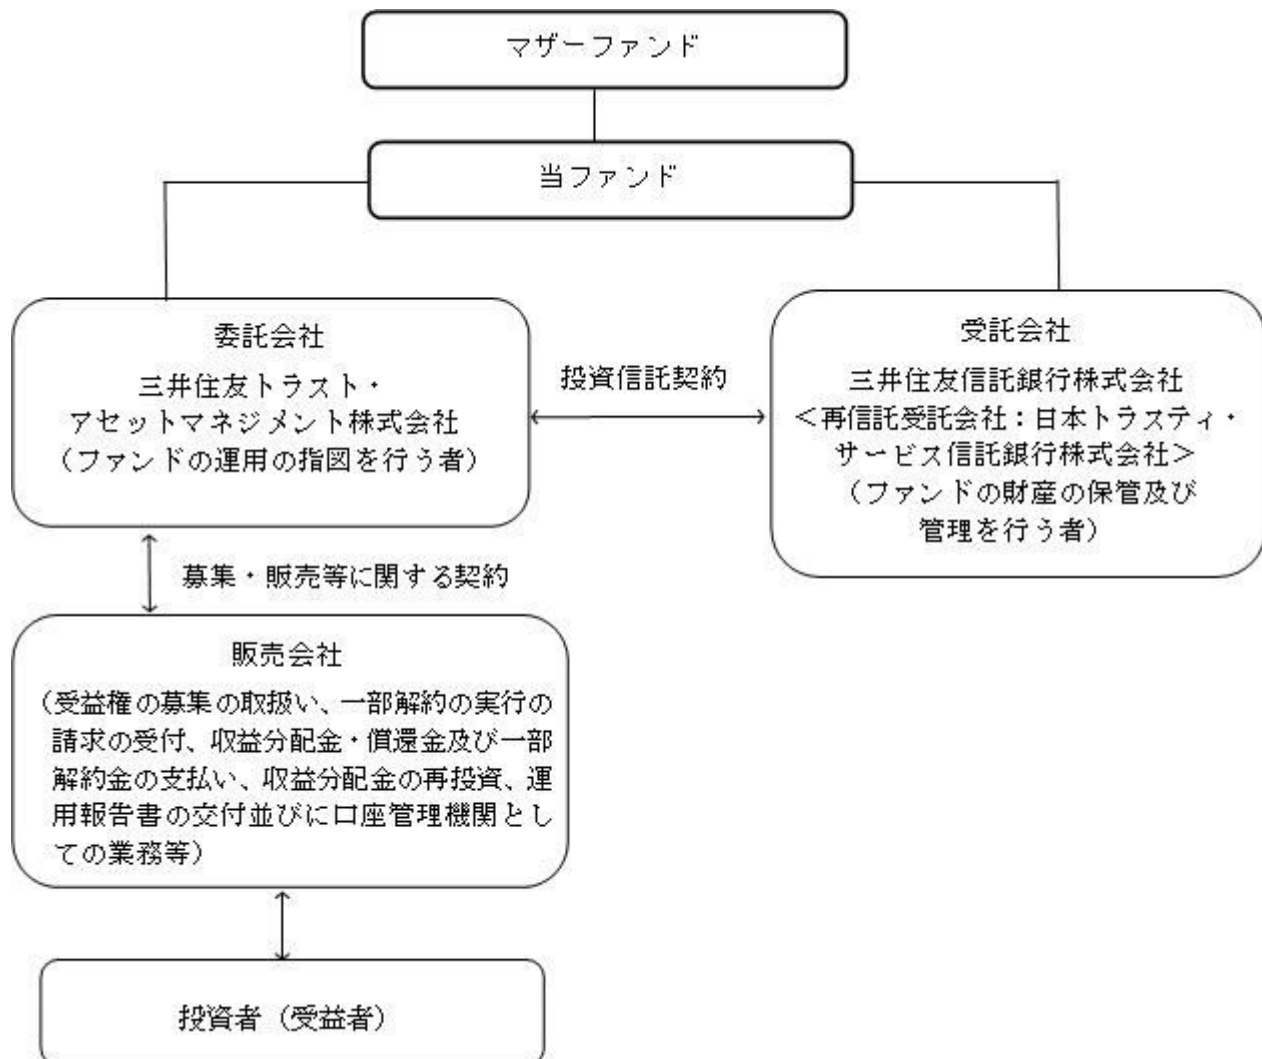 マザーファンド
当ファンド
委託会社
三井住友トラスト・
アセットマネジメント株式会社
（ファンドの運用の指図を行う者）
投資信託契約
受託会社
三井住友信託銀行株式会社
＜再信託受託会社：日本トラスティ・
サービス信託銀行株式会社＞
（ファンドの財産の保管及び
管理を行う者）
募集・販売等に関する契約
販売会社
（受益権の募集の取扱い、一部解約の実行の
請求の受付、収益分配金・償還金及び一部
解約金の支払い、収益分配金の再投資、運
用報告書の交付並びに口座管理機関とし
ての業務等）
投資者（受益者）